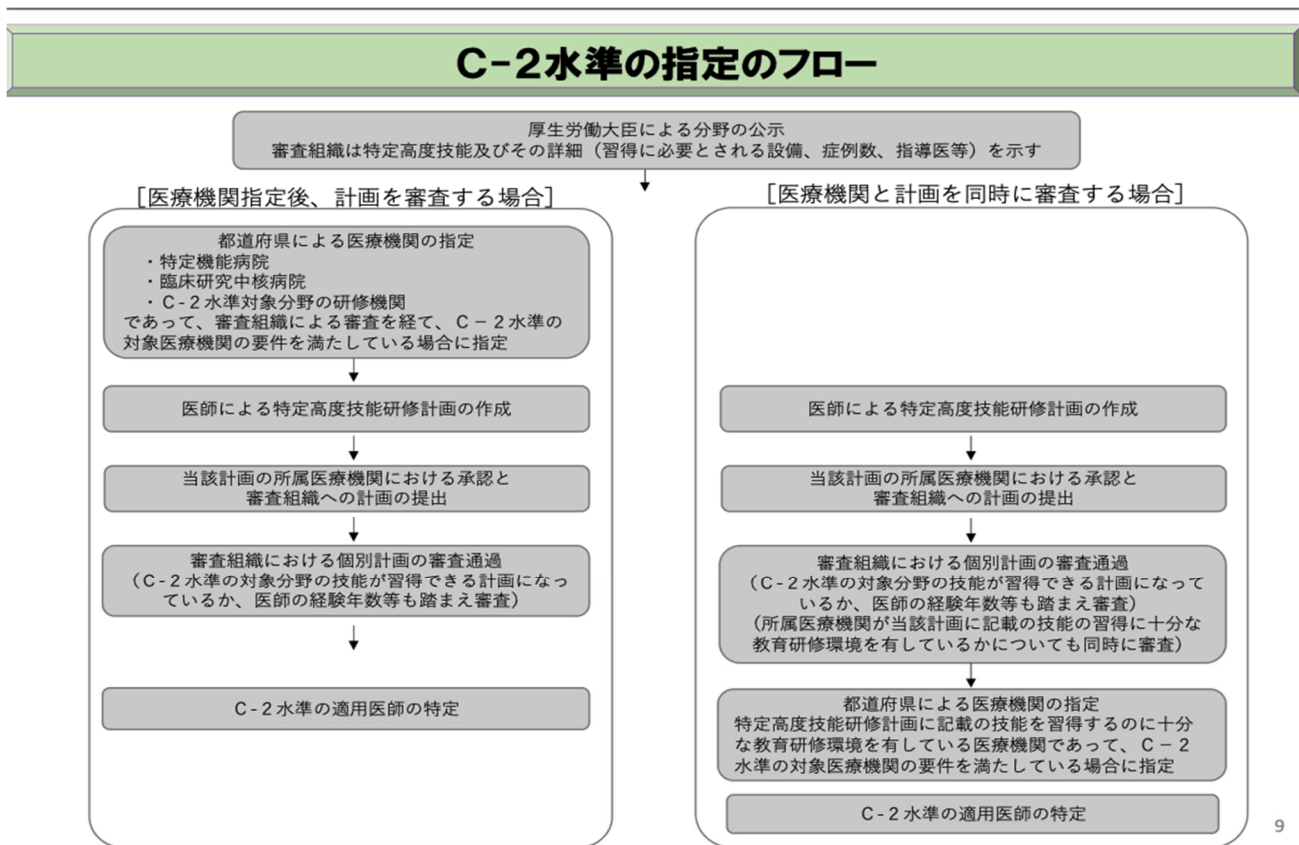 C-2水準の指定のフロー
厚生労働大臣による分野の公示
審査組織は特定高度技能及びその詳細（習得に必要とされる設備、症例数、指導医等）を示す
［医療機関指定後、計画を審査する場合］
都道府県による医療機関の指定
・特定機能病院
・臨床研究中核病院
・C-2水準対象分野の研修機関
であって、審査組織による審査を経て、C－2水準の
対象医療機関の要件を満たしている場合に指定
医師による特定高度技能研修計画の作成
当該計画の所属医療機関における承認と
審査組織への計画の提出
審査組織における個別計画の審査通過
（C-2水準の対象分野の技能が習得できる計画になっ
ているか、医師の経験年数等も踏まえ審査）
C-2水準の適用医師の特定
［医療機関と計画を同時に審査する場合］
医師による特定高度技能研修計画の作成
当該計画の所属医療機関における承認と
審査組織への計画の提出
審査組織における個別計画の審査通過
（C-2水準の対象分野の技能が習得できる計画になって
いるか、医師の経験年数等も踏まえ審査）
（所属医療機関が当該計画に記載の技能の習得に十分な
教育研修環境を有しているかについても同時に審査）
都道府県による医療機関の指定
特定高度技能研修計画に記載の技能を習得するのに十分
な教育研修環境を有している医療機関であって、C－2
水準の対象医療機関の要件を満たしている場合に指定
C-2水準の適用医師の特定
9